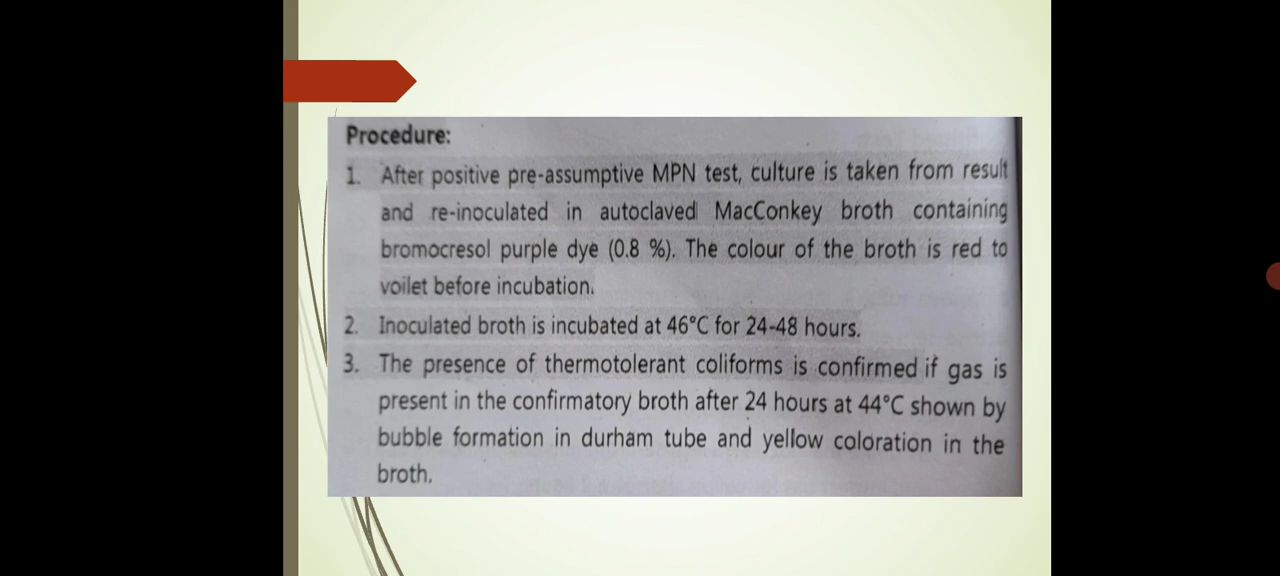 Procedure:
1. After positive pre-assumptive MPN test, culture is taken from result
and re-inoculated in autoclaved MacConkey broth containing
bromocresol purple dye (0.8 %). The colour of the broth is red to
voilet before incubation.
2. Inoculated broth is incubated at 46°C for 24-48 hours.
3. The presence of thermotolerant coliforms is confirmed if gas is
present in the confirmatory broth after 24 hours at 44°C shown by
bubble formation in durham tube and yellow coloration in the
broth.